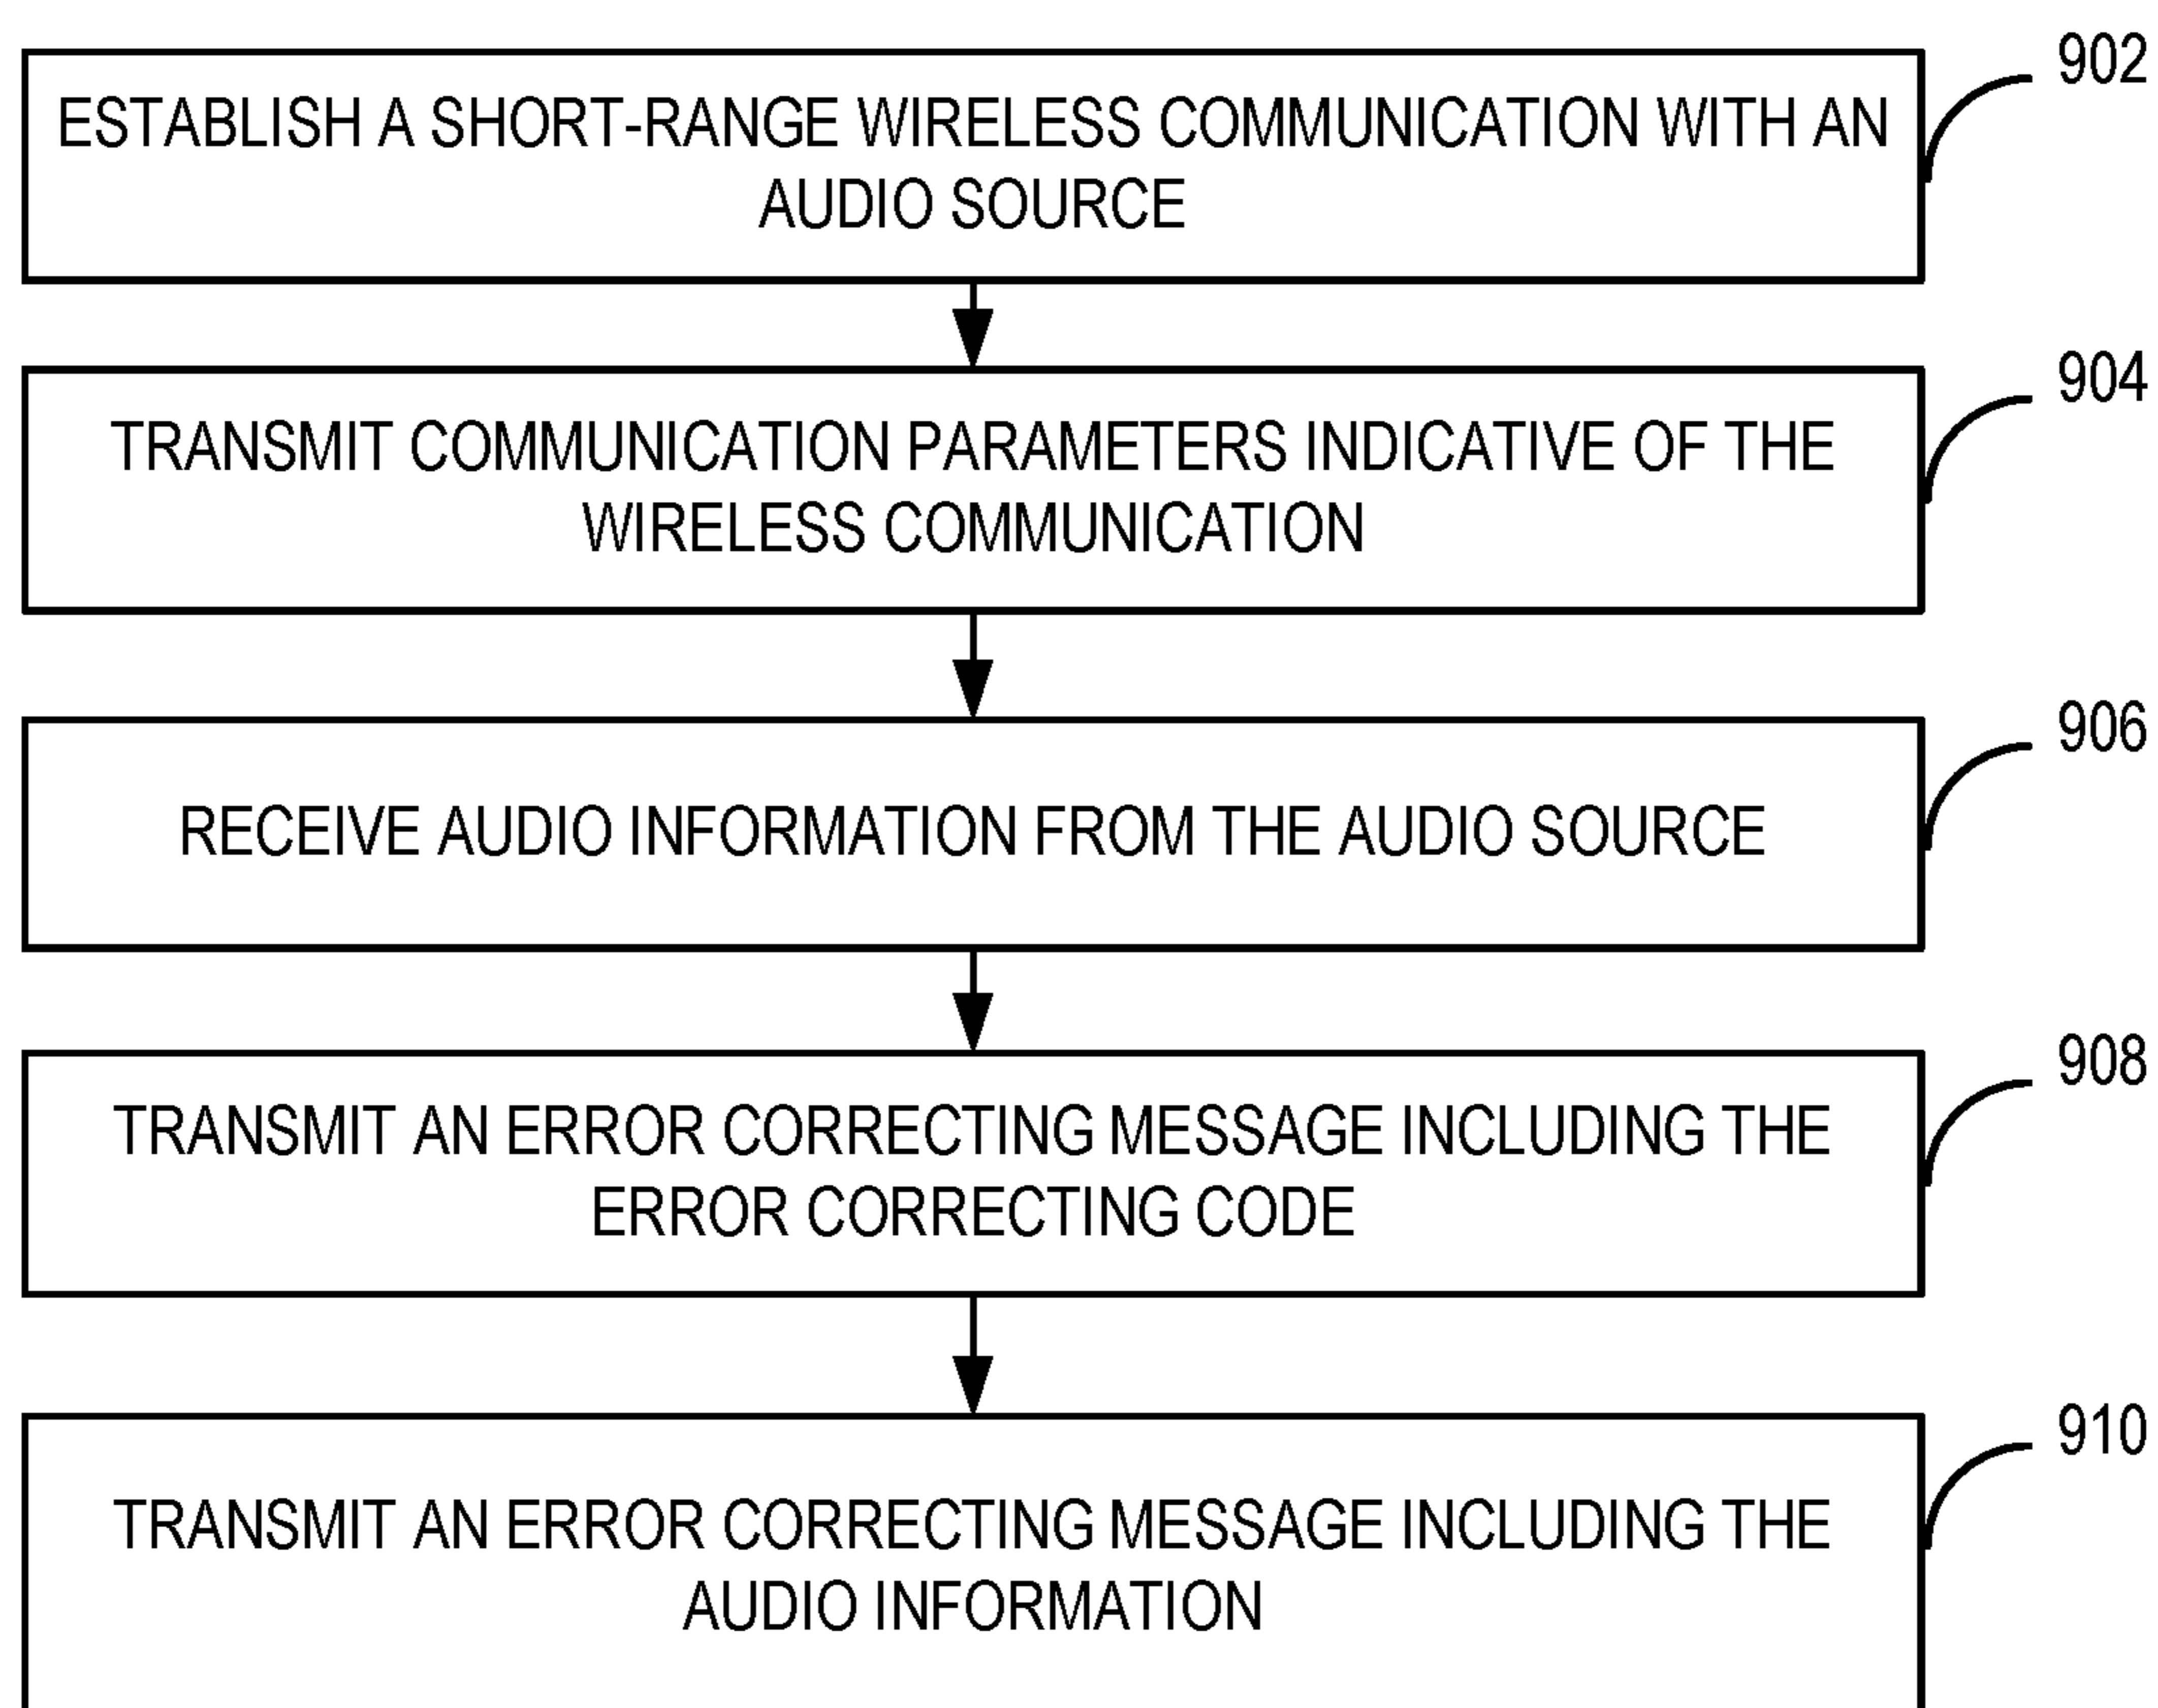 902
ESTABLISH A SHORT-RANGE WIRELESS COMMUNICATION WITH AN
AUDIO SOURCE
904
TRANSMIT COMMUNICATION PARAMETERS INDICATIVE OF THE
WIRELESS COMMUNICATION
906
RECEIVE AUDIO INFORMATION FROM THE AUDIO SOURCE
908
TRANSMIT AN ERROR CORRECTING MESSAGE INCLUDING THE
ERROR CORRECTING CODE
910
TRANSMIT AN ERROR CORRECTING MESSAGE INCLUDING THE
AUDIO INFORMATION